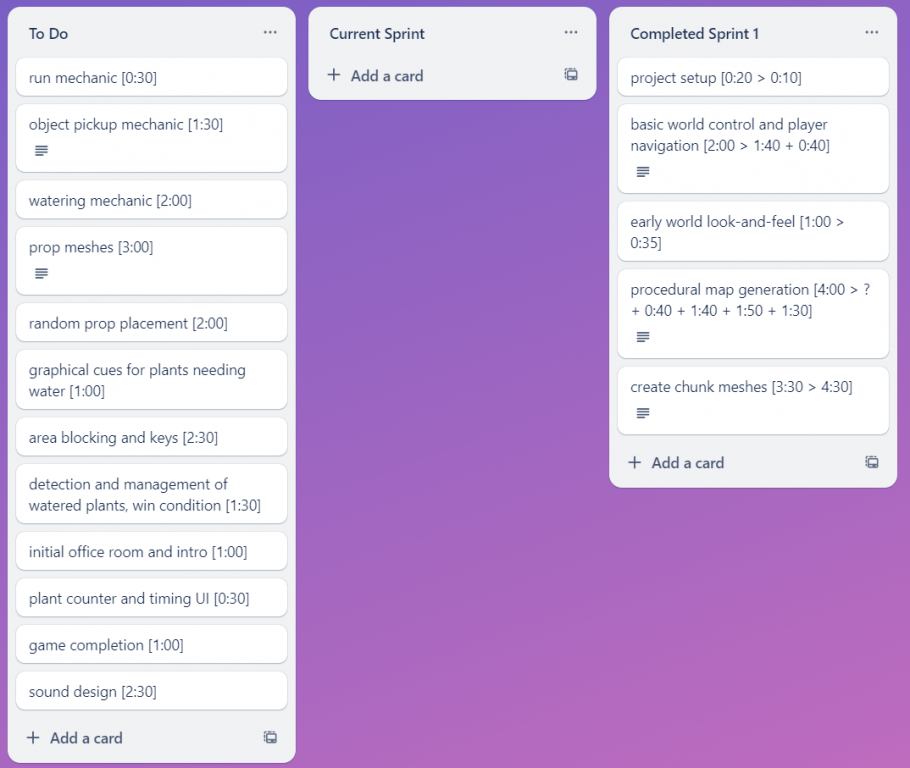 To Do
run mechanic [0:30]
object pickup mechanic [1:30]
watering mechanic [2:00]
prop meshes [3:00]
random prop placement [2:00]
graphical cues for plants needing
water [1:00]
area blocking and keys [2:30]
detection and management of
watered plants, win condition [1:30]
initial office room and intro [1:00]
plant counter and timing UI [0:30]
game completion [1:00]
sound design [2:30]
+ Add a card
Current Sprint
+ Add a card
Completed Sprint 1
project setup [0:20 > 0:10]
basic world control and player
navigation [2:00 > 1:40 + 0:40]
early world look-and-feel [1:00 >
0:35]
procedural map generation [4:00 > ?
+ 0:40 + 1:40 + 1:50 + 1:30]
create chunk meshes [3:30 > 4:30]
+ Add a card